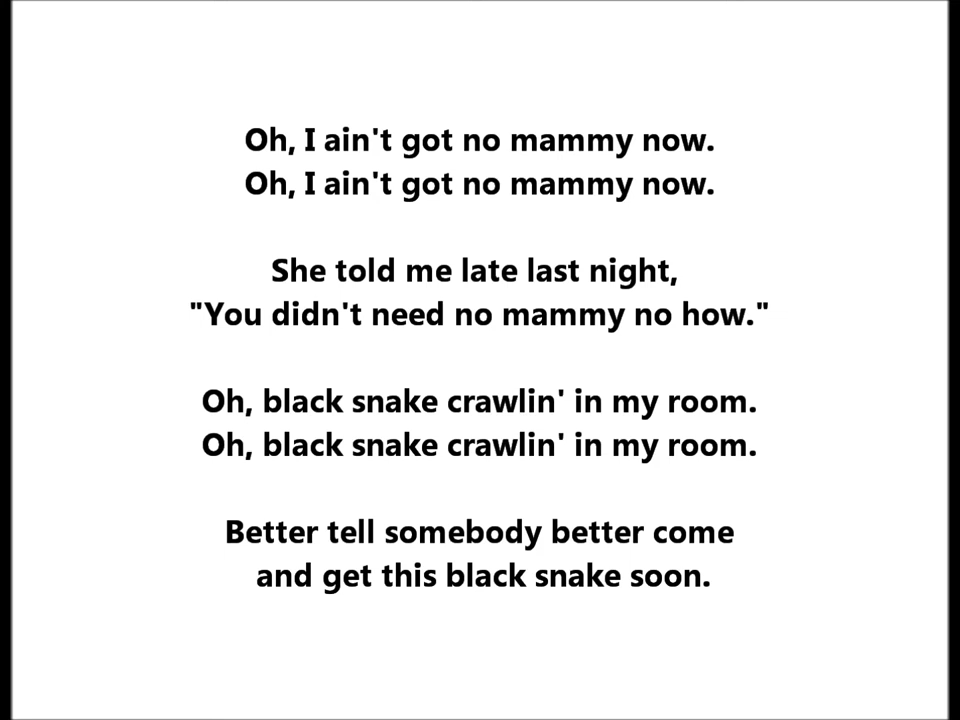 Oh, I ain't got no mammy now.
Oh, I ain't got no mammy now.
She told me late last night,
"You didn't need no mammy no how."
Oh, black snake crawlin' in my room.
Oh, black snake crawlin' in my room.
Better tell somebody better come
and get this black snake soon.